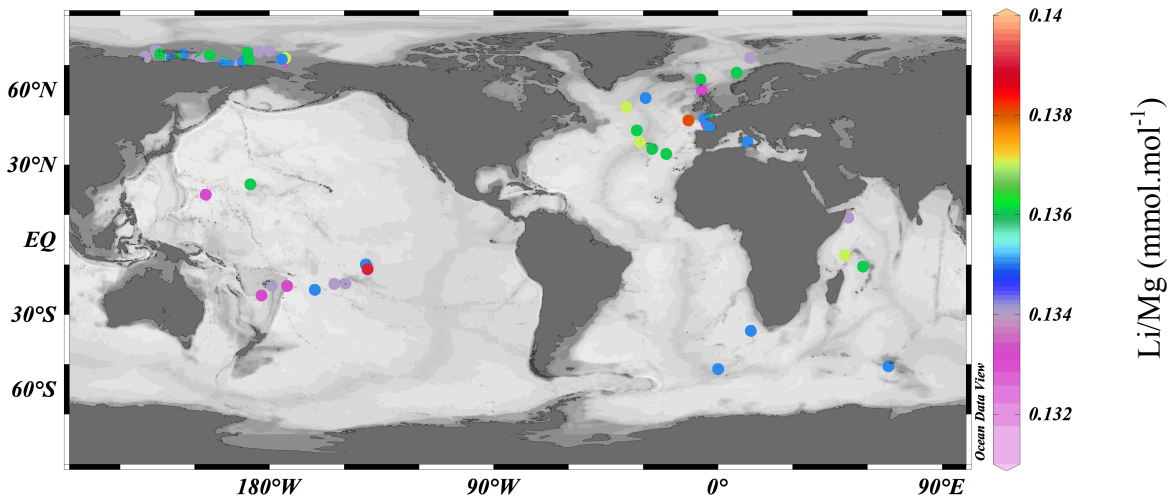 60°N
30°N
EQ
30°S
60°S
180°W
90°W
0°
90°E
Ocean Data View
0.14
0.138
0.136
0.134
0.132
Li/Mg (mmol.mol⁻¹)